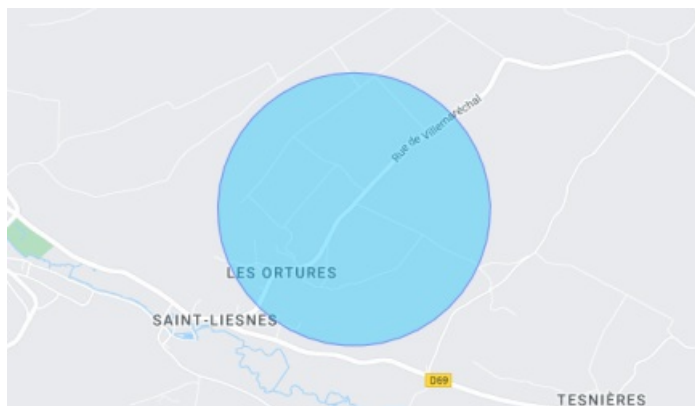 Rue de Villemaréchal
LES ORTURES
SAINT-LIESNES
D69
TESNIÈRES